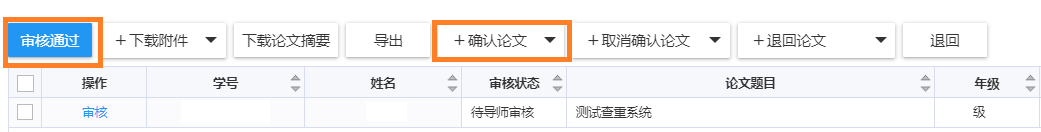 审核通过 +下载附件 下载论文摘要 导出 +确认论文 +取消确认论文 +退回论文 退回
操作 学号 姓名 审核状态 论文题目 年级
审核 待导师审核 测试查重系统 级